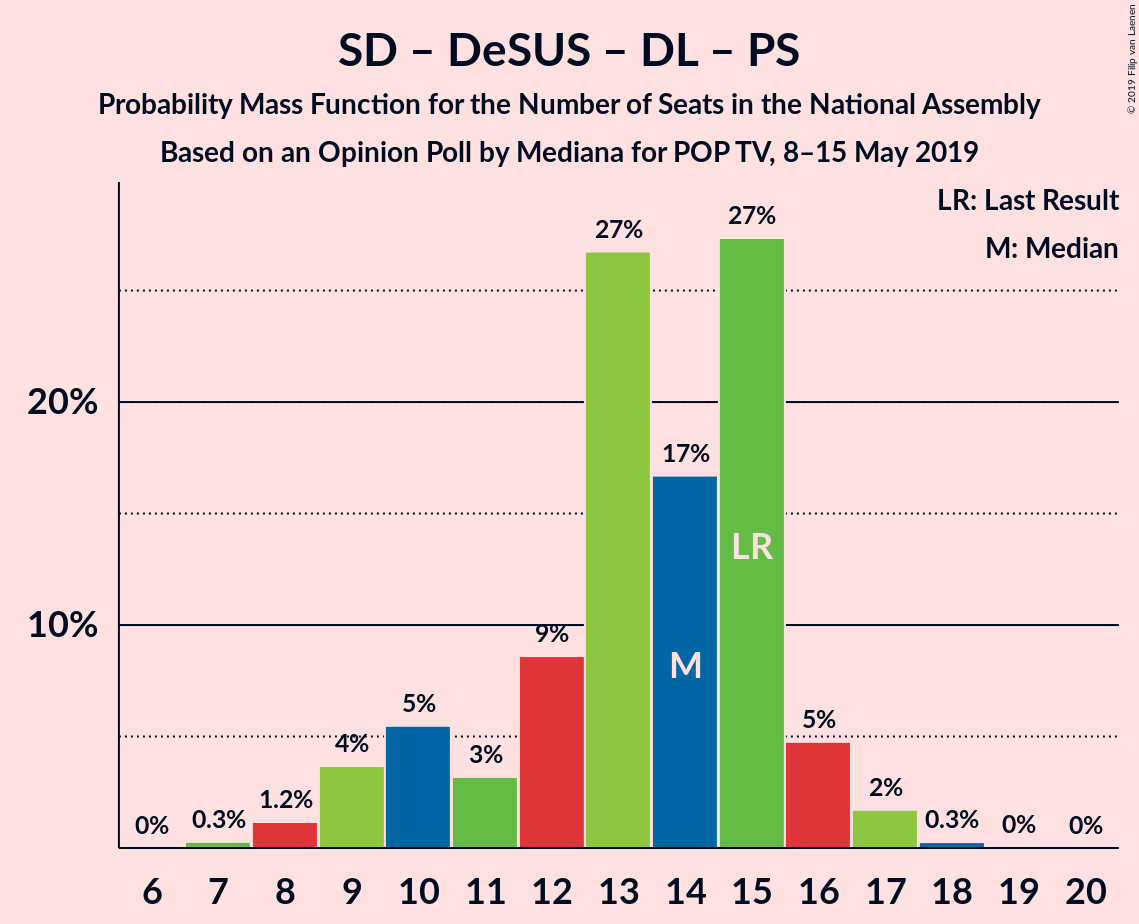 SD – DeSUS – DL – PS
Probability Mass Function for the Number of Seats in the National Assembly
Based on an Opinion Poll by Mediana for POP TV, 8–15 May 2019
© 2019 Filip van Laenen
LR: Last Result
M: Median
20%
10%
0%
0.3%
1.2%
4%
5%
3%
9%
27%
17%
27%
5%
2%
0.3%
0%
0%
LR
M
6 7 8 9 10 11 12 13 14 15 16 17 18 19 20